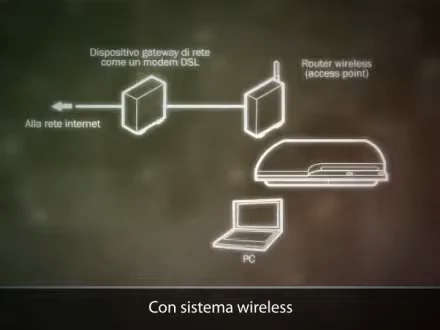 Dispositivo gateway di rete
come un modem DSL
Router wireless
(access point)
Alla rete internet
PC
Con sistema wireless